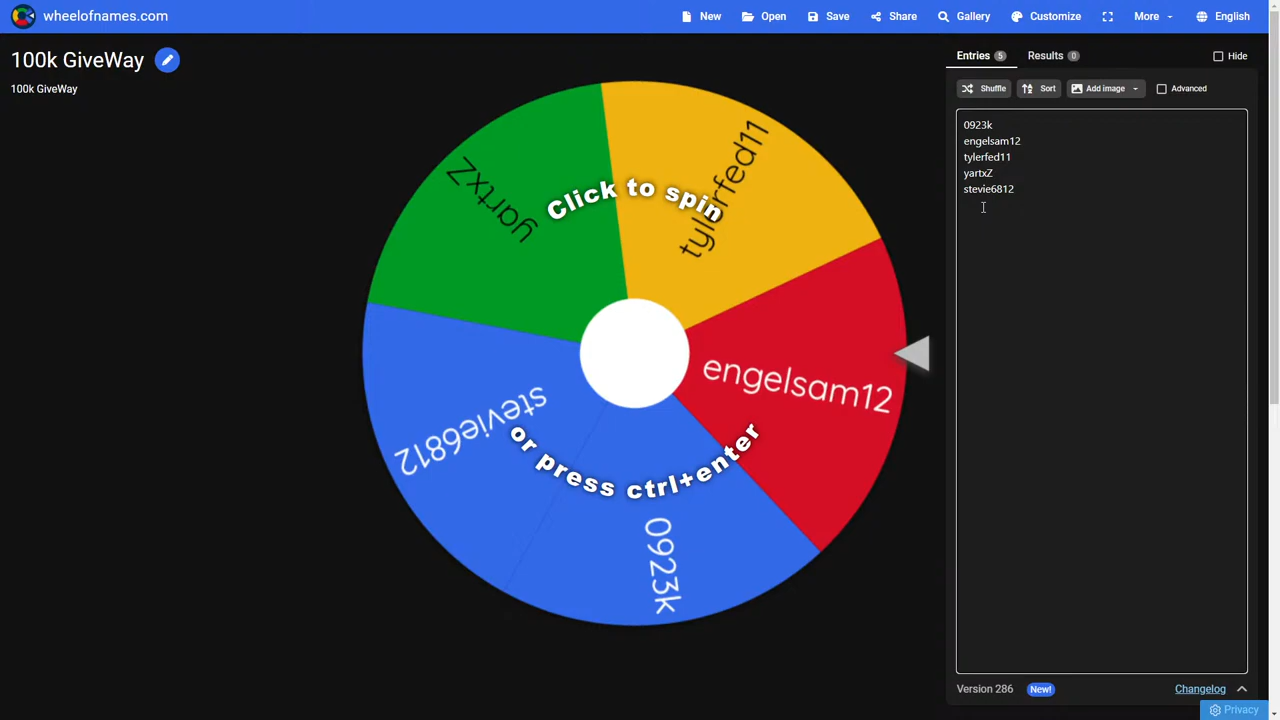 wheelofnames.com
New
Open
Save
Share
Gallery
Customize
More
English
100k GiveWay
100k GiveWay
Entries 5
Results 0
Hide
Shuffle
Sort
Add image
Advanced
0923k
engelsam12
tylerfed11
yartxZ
stevie6812
Click to spin
or press ctrl+enter
yartxZ
tylerfed11
engelsam12
stevie6812
0923k
Version 286
New!
Changelog
Privacy